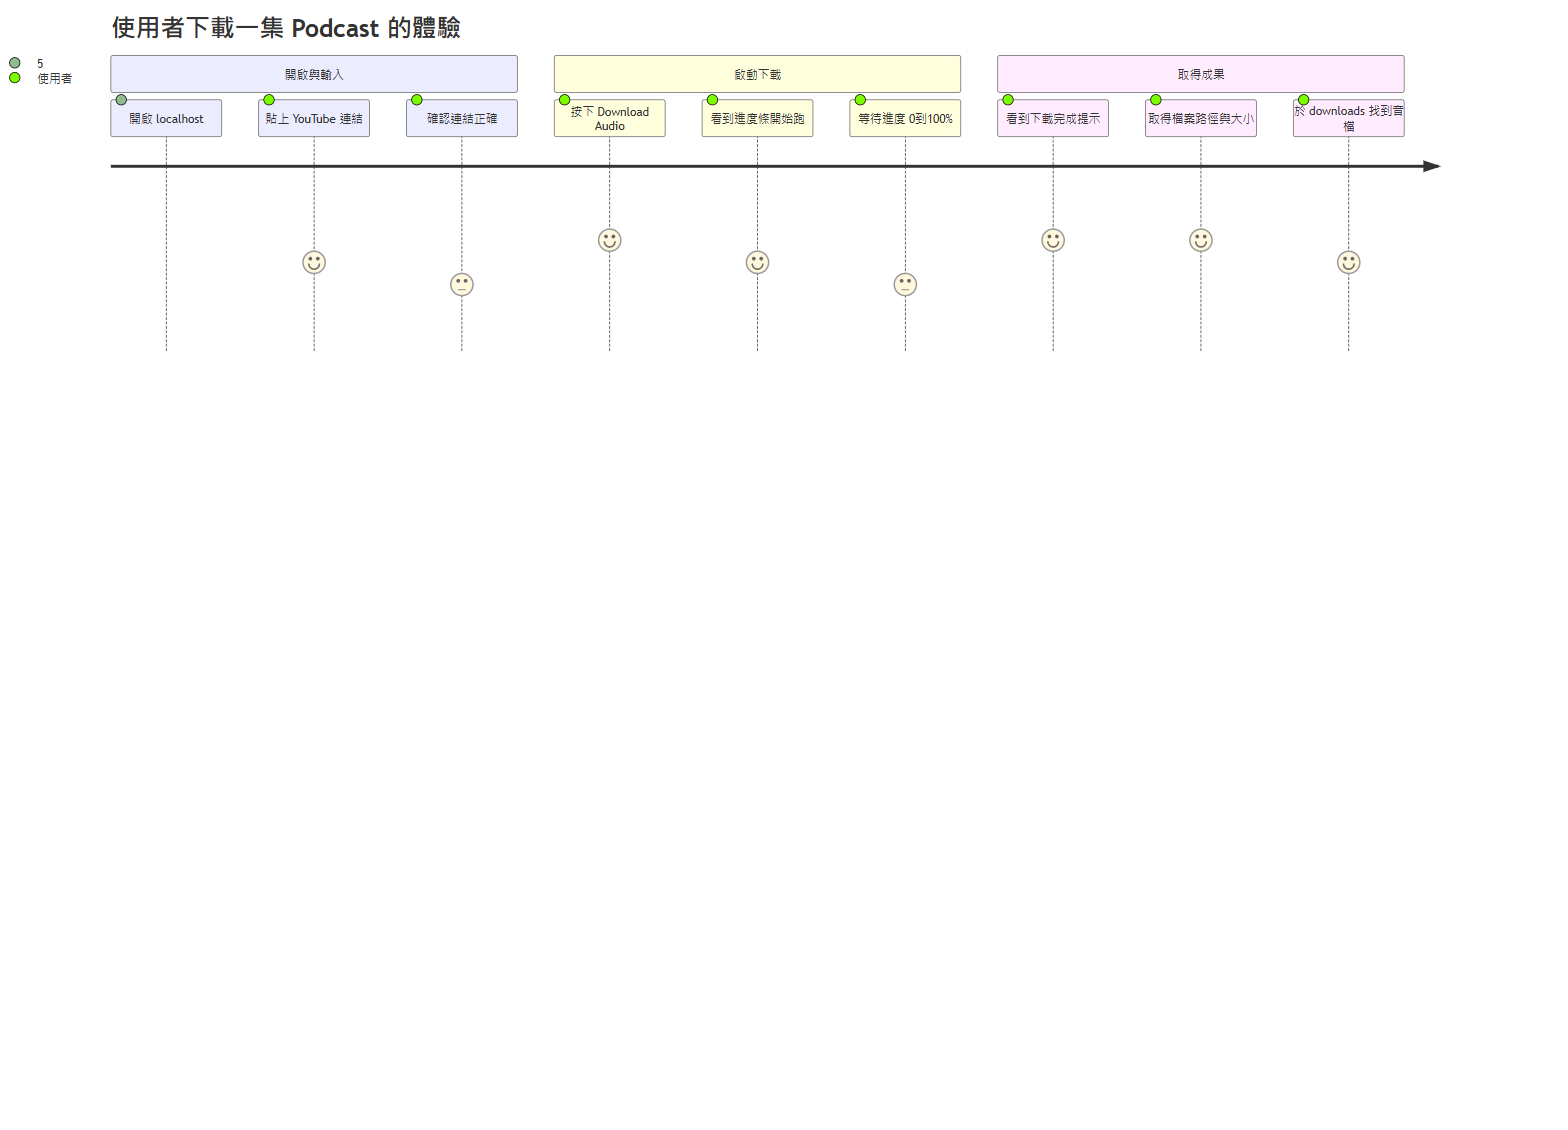 使用者下載一集 Podcast 的體驗
5
使用者
開啟與輸入
啟動下載
取得成果
開啟 localhost
貼上 YouTube 連結
確認連結正確
按下 Download
Audio
看到進度條開始跑
等待進度 0到100%
看到下載完成提示
取得檔案路徑與大小
於 downloads 找到音
檔